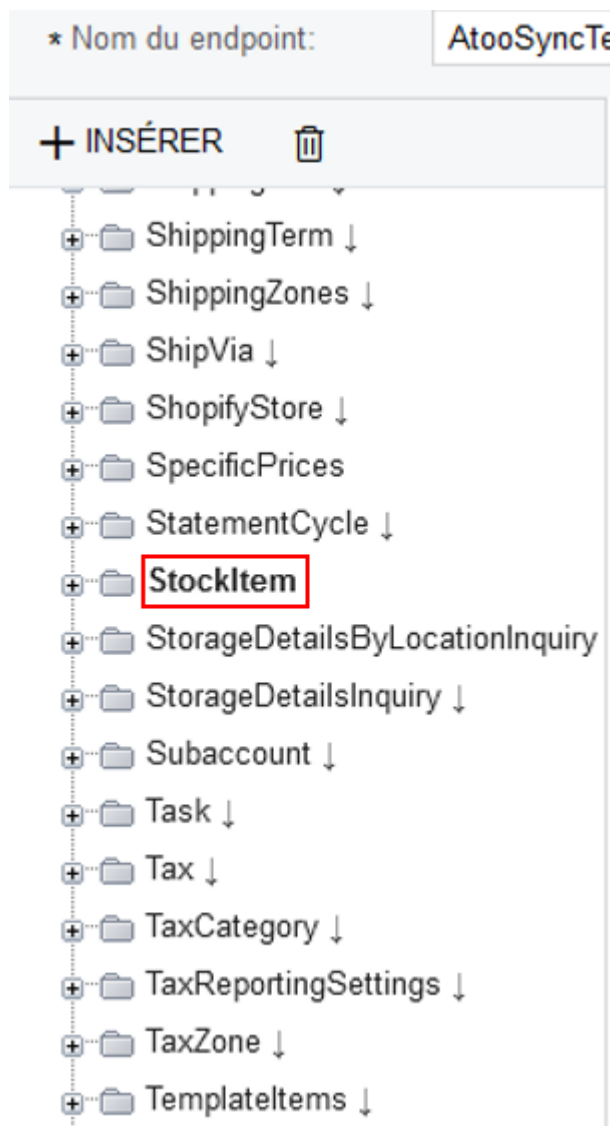 * Nom du endpoint: AtooSyncTe
+ INSÉRER
ShippingTerm ↓
ShippingZones ↓
ShipVia ↓
ShopifyStore ↓
SpecificPrices
StatementCycle ↓
StockItem
StorageDetailsByLocationInquiry
StorageDetailsInquiry ↓
Subaccount ↓
Task ↓
Tax ↓
TaxCategory ↓
TaxReportingSettings ↓
TaxZone ↓
TemplateItems ↓